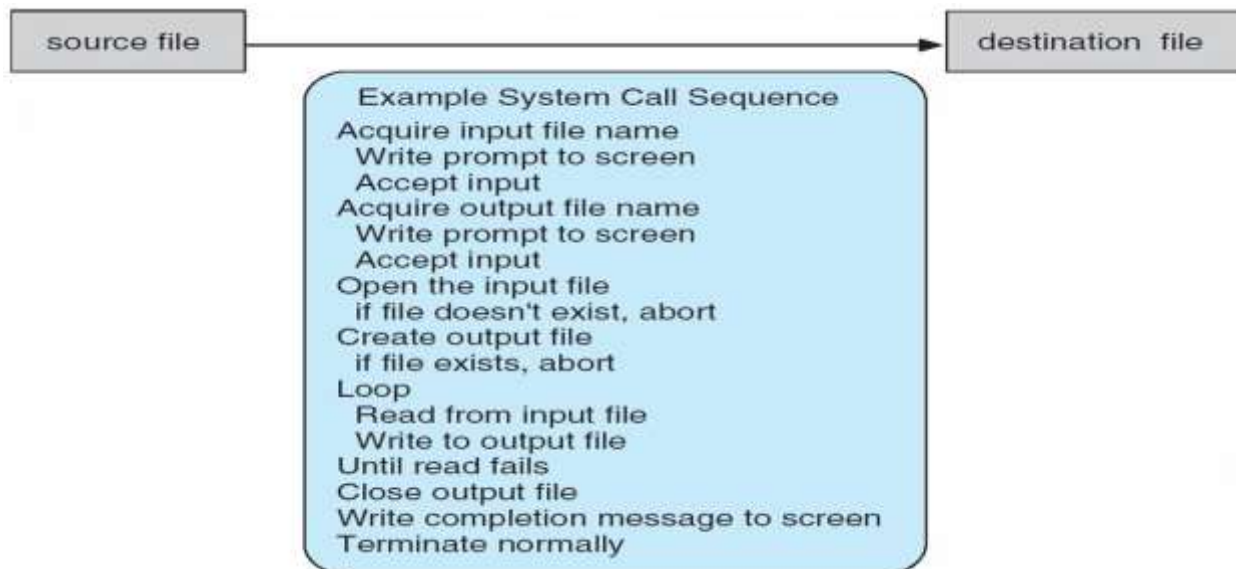 source file
destination file
Example System Call Sequence
Acquire input file name
Write prompt to screen
Accept input
Acquire output file name
Write prompt to screen
Accept input
Open the input file
if file doesn't exist, abort
Create output file
if file exists, abort
Loop
Read from input file
Write to output file
Until read fails
Close output file
Write completion message to screen
Terminate normally